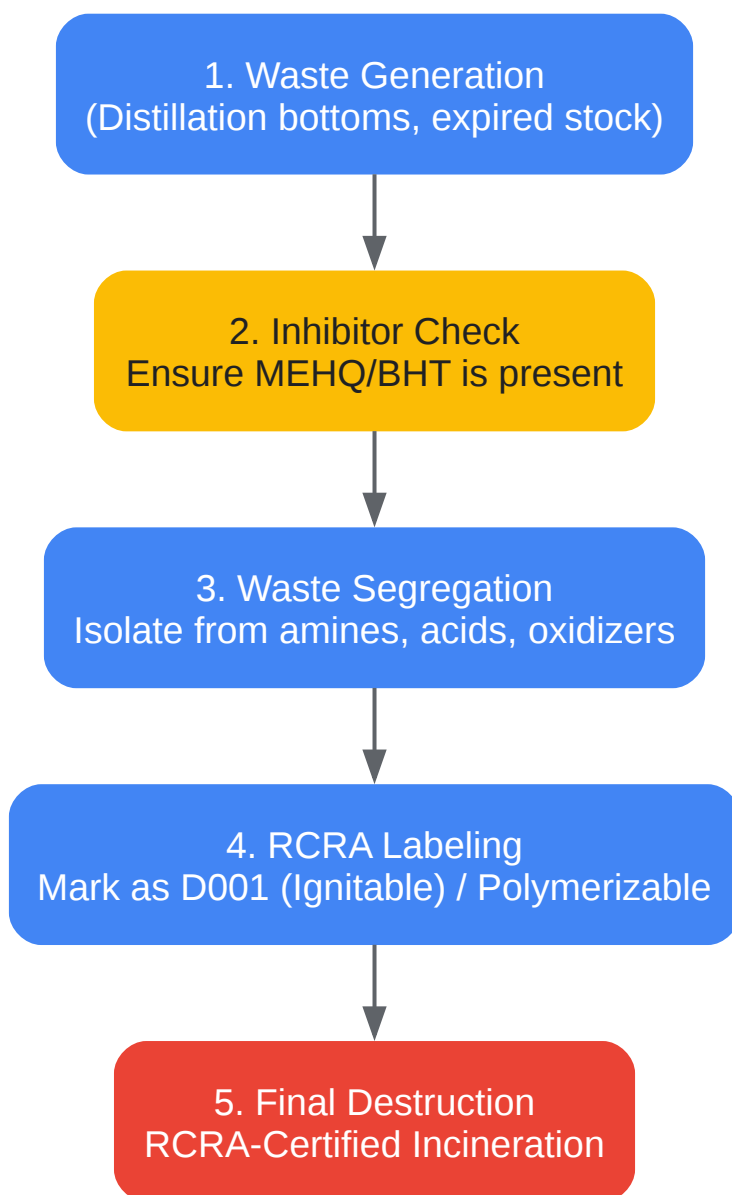 1. Waste Generation
(Distillation bottoms, expired stock)
2. Inhibitor Check
Ensure MEHQ/BHT is present
3. Waste Segregation
Isolate from amines, acids, oxidizers
4. RCRA Labeling
Mark as D001 (Ignitable) / Polymerizable
5. Final Destruction
RCRA-Certified Incineration